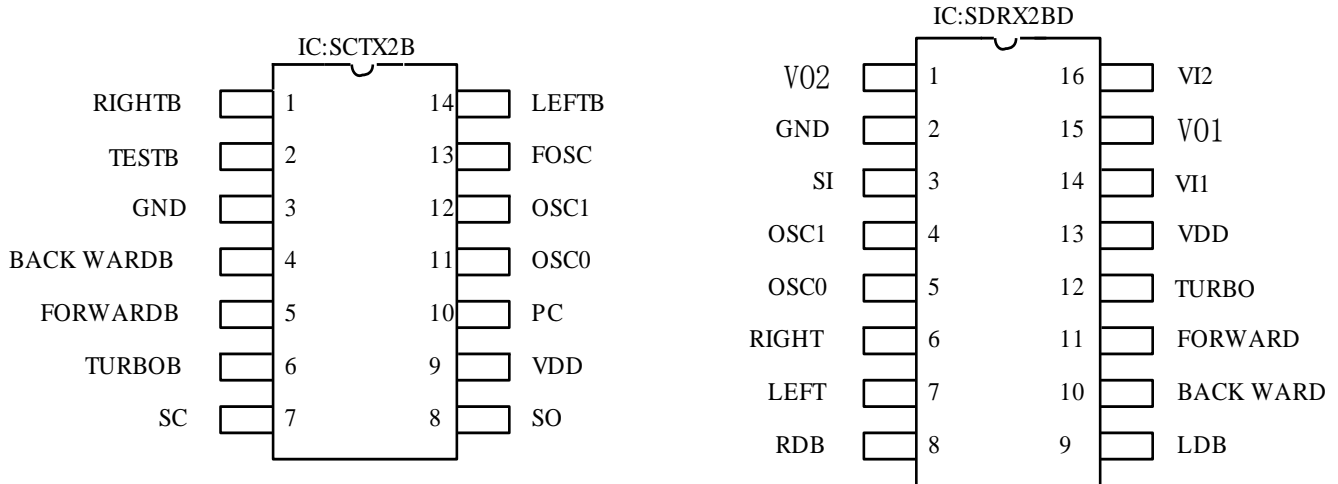 IC:SCTX2B
RIGHTB 1 14 LEFTB
TESTB 2 13 FOSC
GND 3 12 OSC1
BACK WARDB 4 11 OSC0
FORWARDB 5 10 PC
TURBOB 6 9 VDD
SC 7 8 SO
IC:SDRX2BD
VO2 1 16 VI2
GND 2 15 VO1
SI 3 14 VI1
OSC1 4 13 VDD
OSC0 5 12 TURBO
RIGHT 6 11 FORWARD
LEFT 7 10 BACK WARD
RDB 8 9 LDB